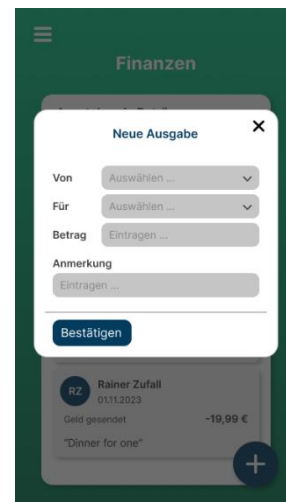 Finanzen
Neue Ausgabe
Von Auswählen ...
Für Auswählen ...
Betrag Eintragen ...
Anmerkung
Eintragen ...
Bestätigen
RZ Rainer Zufall
01.11.2023
Geld gesendet -19,99 €
"Dinner for one"